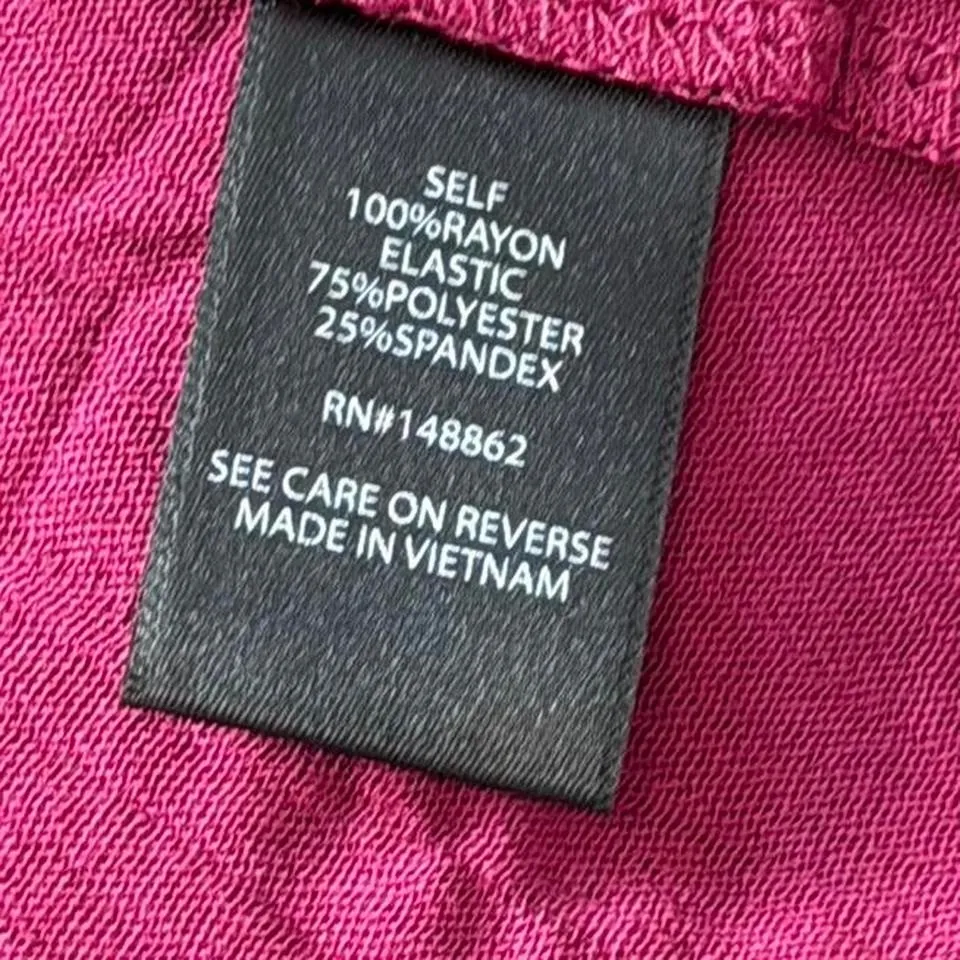 SELF
100%RAYON
ELASTIC
75%POLYESTER
25%SPANDEX
RN#148862
SEE CARE ON REVERSE
MADE IN VIETNAM